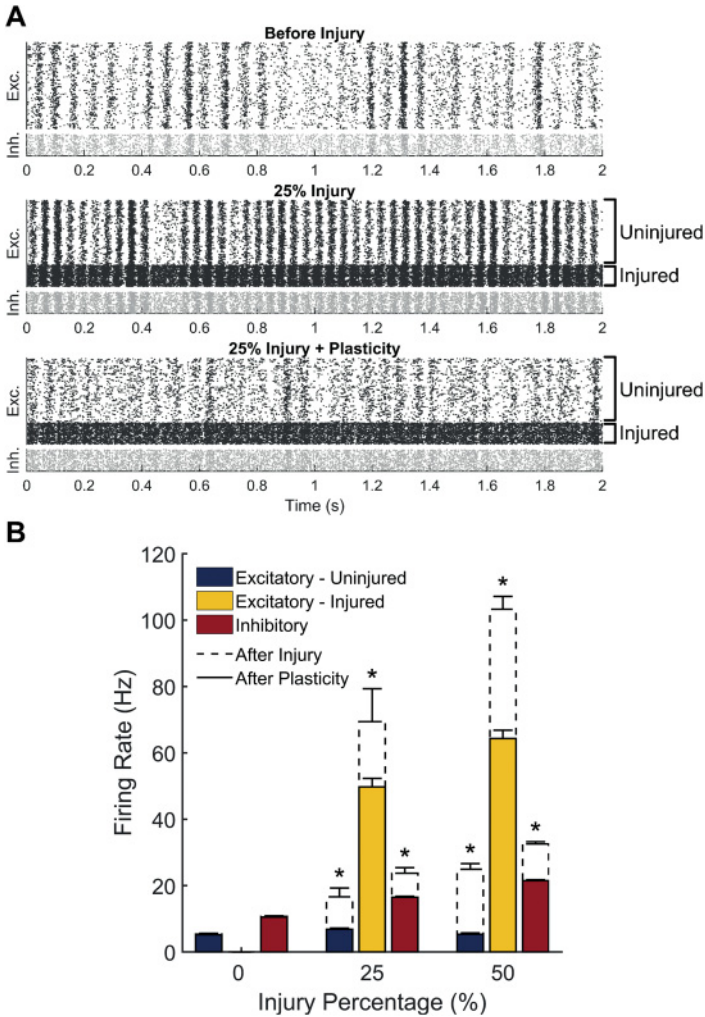 A
Before Injury
Exc.
Inh.
0 0.2 0.4 0.6 0.8 1 1.2 1.4 1.6 1.8 2
25% Injury
Exc.
Inh.
Uninjured
Injured
0 0.2 0.4 0.6 0.8 1 1.2 1.4 1.6 1.8 2
25% Injury + Plasticity
Exc.
Inh.
Uninjured
Injured
0 0.2 0.4 0.6 0.8 1 1.2 1.4 1.6 1.8 2
Time (s)
B
Firing Rate (Hz)
120
100
80
60
40
20
0
Excitatory - Uninjured
Excitatory - Injured
Inhibitory
After Injury
After Plasticity
*
*
*
*
*
*
0 25 50
Injury Percentage (%)